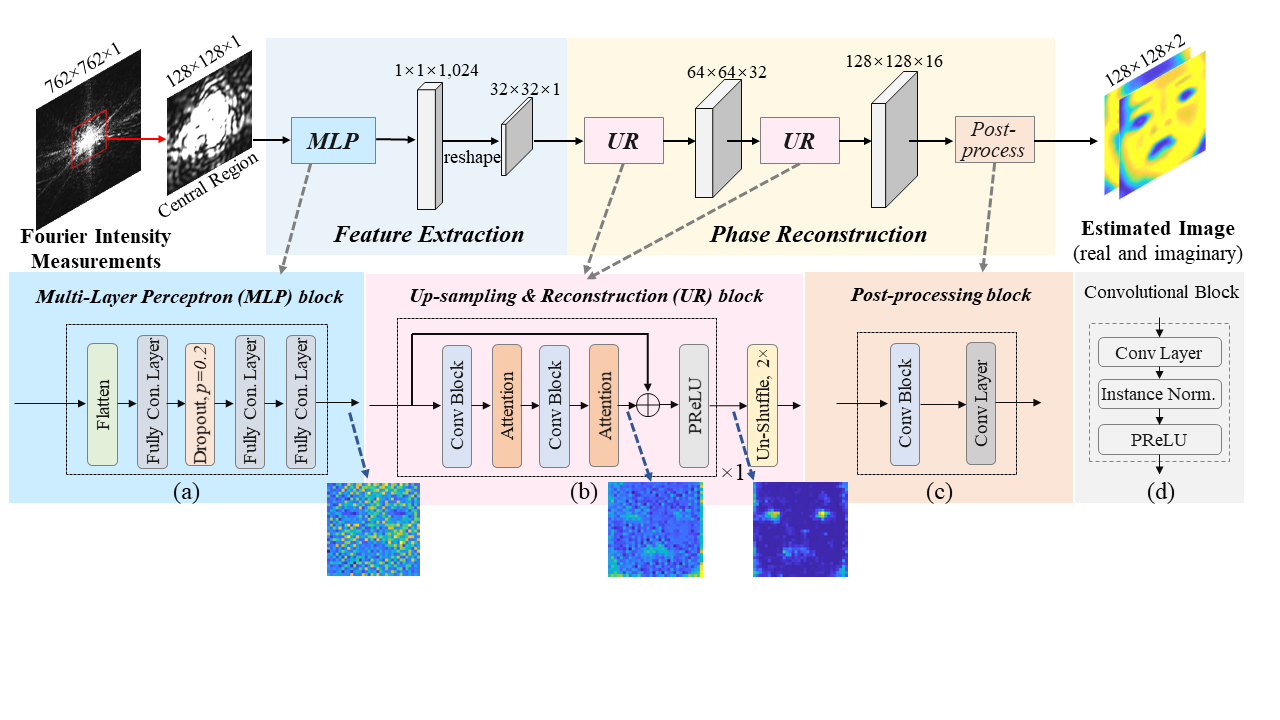 762×762×1
128×128×1
Central Region
Fourier Intensity
Measurements
MLP
1×1×1,024
reshape
32×32×1
Feature Extraction
UR
64×64×32
UR
128×128×16
Post-
process
Phase Reconstruction
128×128×2
Estimated Image
(real and imaginary)
Multi-Layer Perceptron (MLP) block
Flatten
Fully Con. Layer
Dropout, p=0.2
Fully Con. Layer
Fully Con. Layer
(a)
Up-sampling & Reconstruction (UR) block
Conv Block
Attention
Conv Block
Attention
PReLU
×1
Un-Shuffle, 2×
(b)
Post-processing block
Conv Block
Conv Layer
(c)
Convolutional Block
Conv Layer
Instance Norm.
PReLU
(d)